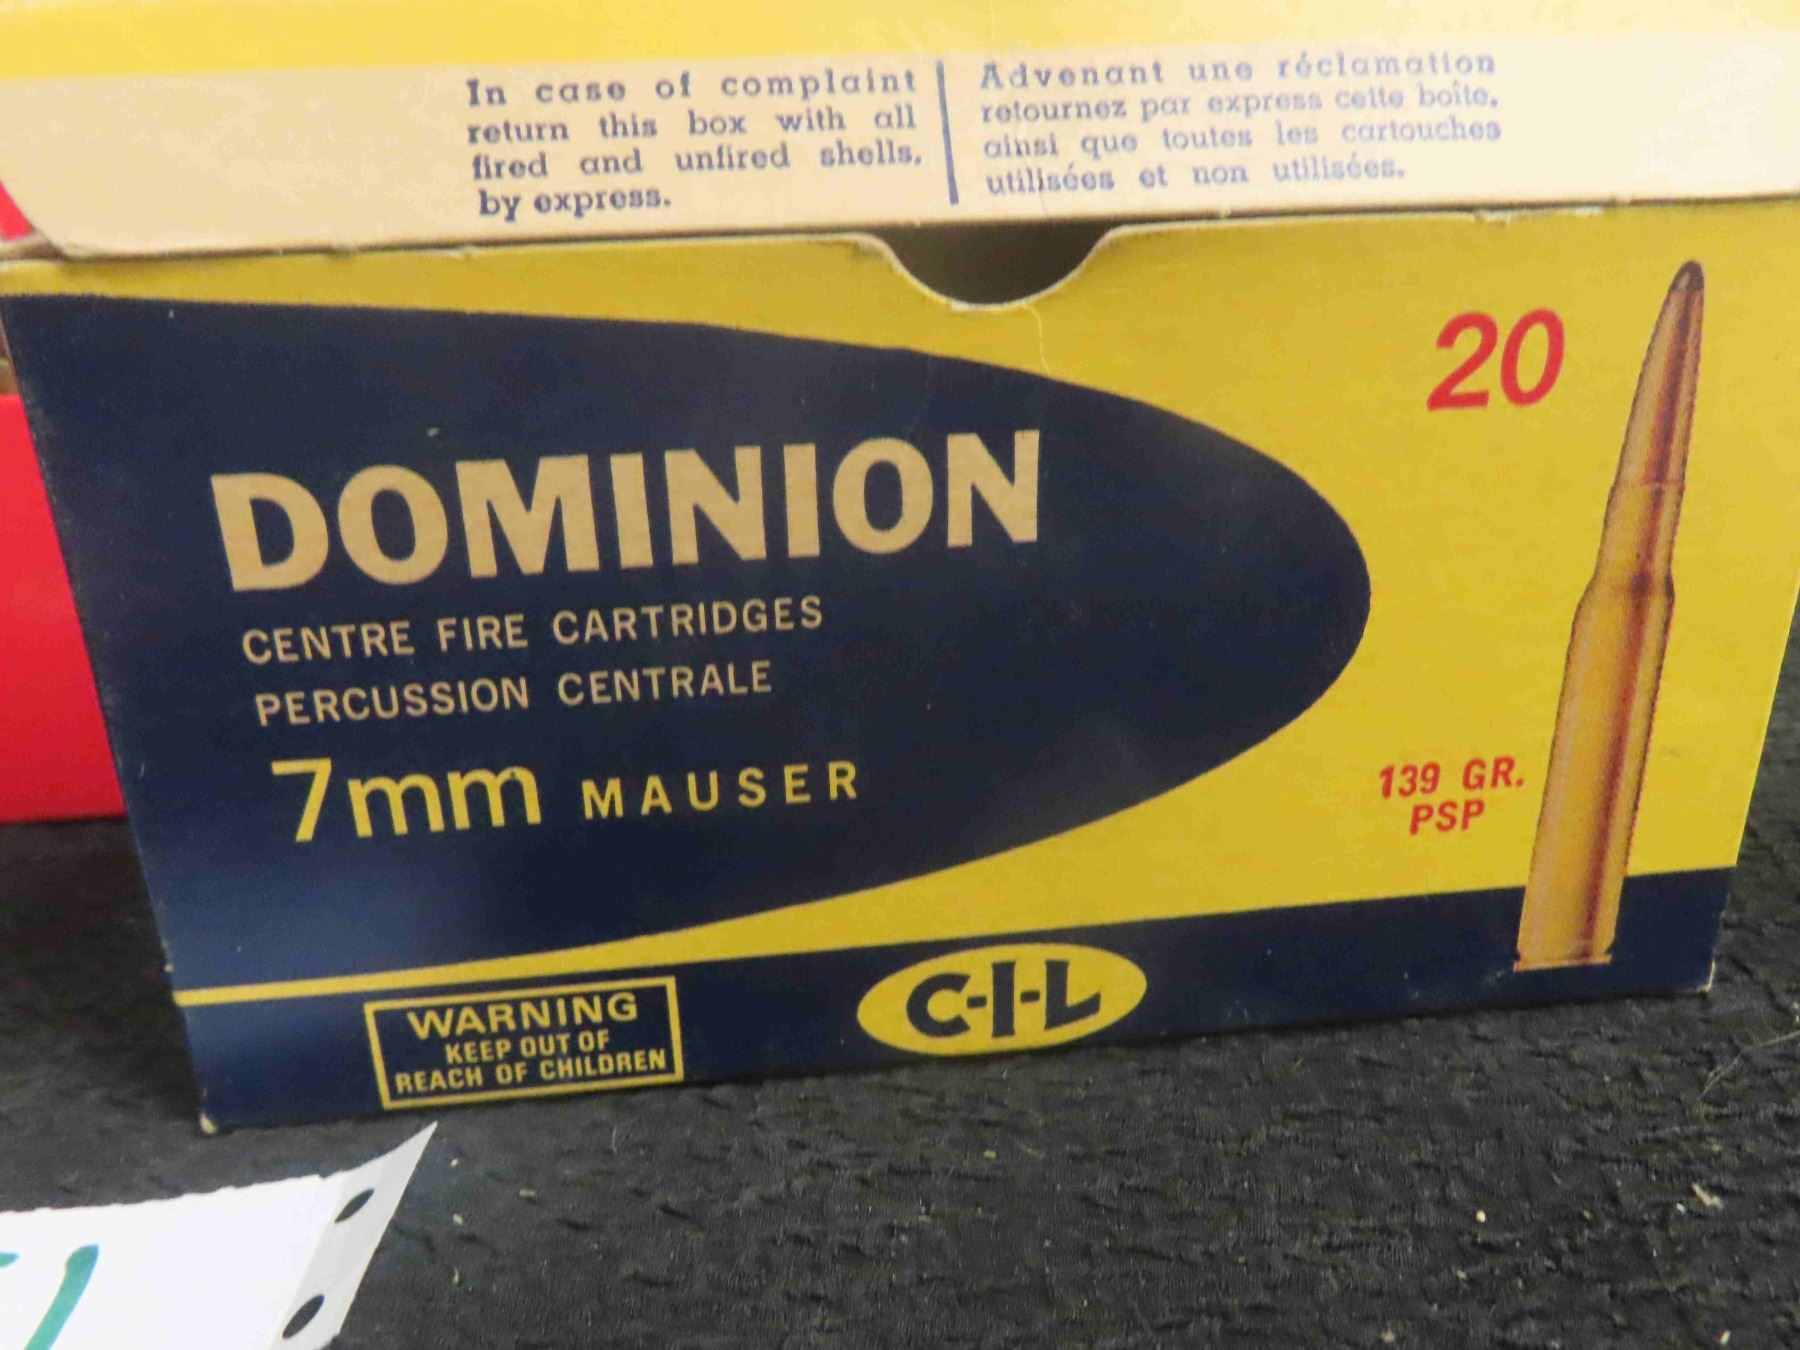 In case of complaint
return this box with all
fired and unfired shells,
by express.
Advenant une réclamation
retournez par express cette boîte,
ainsi que toutes les cartouches
utilisées et non utilisées.
20
DOMINION
CENTRE FIRE CARTRIDGES
PERCUSSION CENTRALE
7mm MAUSER
139 GR.
PSP
WARNING
KEEP OUT OF
REACH OF CHILDREN
C-I-L